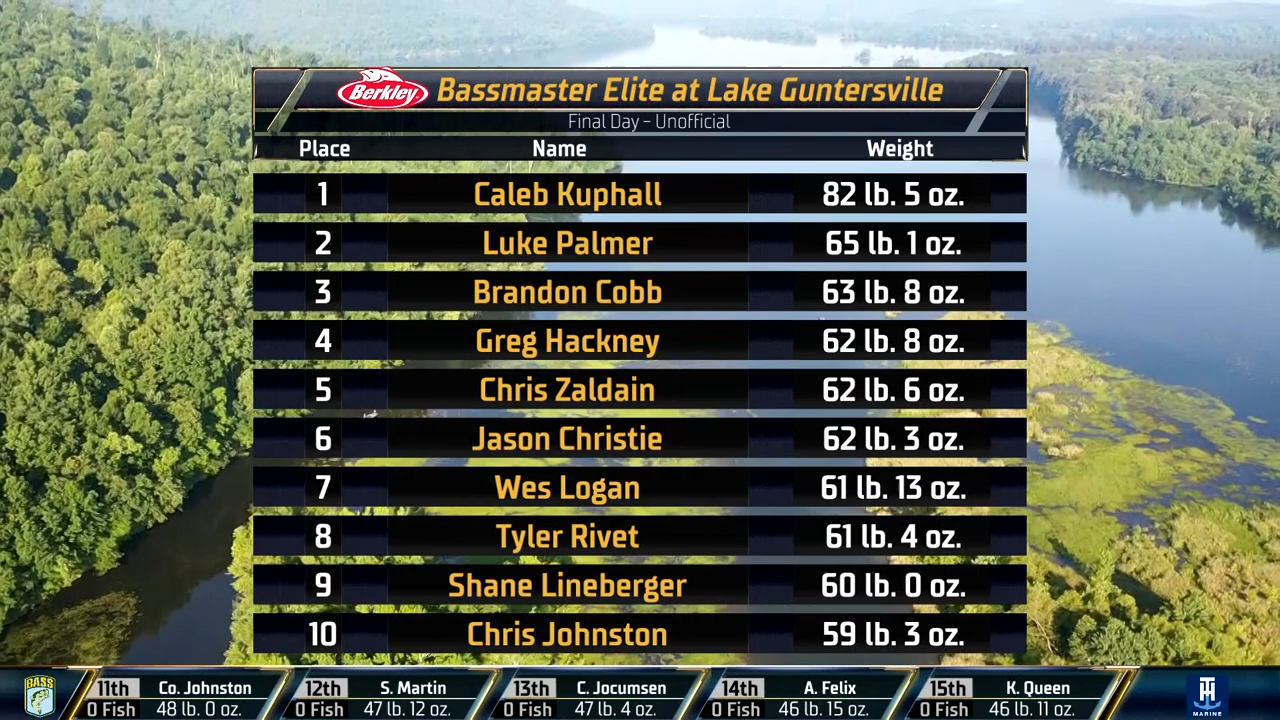 Berkley Bassmaster Elite at Lake Guntersville
Final Day - Unofficial
Place Name Weight
1 Caleb Kuphall 82 lb. 5 oz.
2 Luke Palmer 65 lb. 1 oz.
3 Brandon Cobb 63 lb. 8 oz.
4 Greg Hackney 62 lb. 8 oz.
5 Chris Zaldain 62 lb. 6 oz.
6 Jason Christie 62 lb. 3 oz.
7 Wes Logan 61 lb. 13 oz.
8 Tyler Rivet 61 lb. 4 oz.
9 Shane Lineberger 60 lb. 0 oz.
10 Chris Johnston 59 lb. 3 oz.
BASS
11th Co. Johnston
0 Fish 48 lb. 0 oz.
12th S. Martin
0 Fish 47 lb. 12 oz.
13th C. Jocumsen
0 Fish 47 lb. 4 oz.
14th A. Felix
0 Fish 46 lb. 15 oz.
15th K. Queen
0 Fish 46 lb. 11 oz.
TH
MARINE